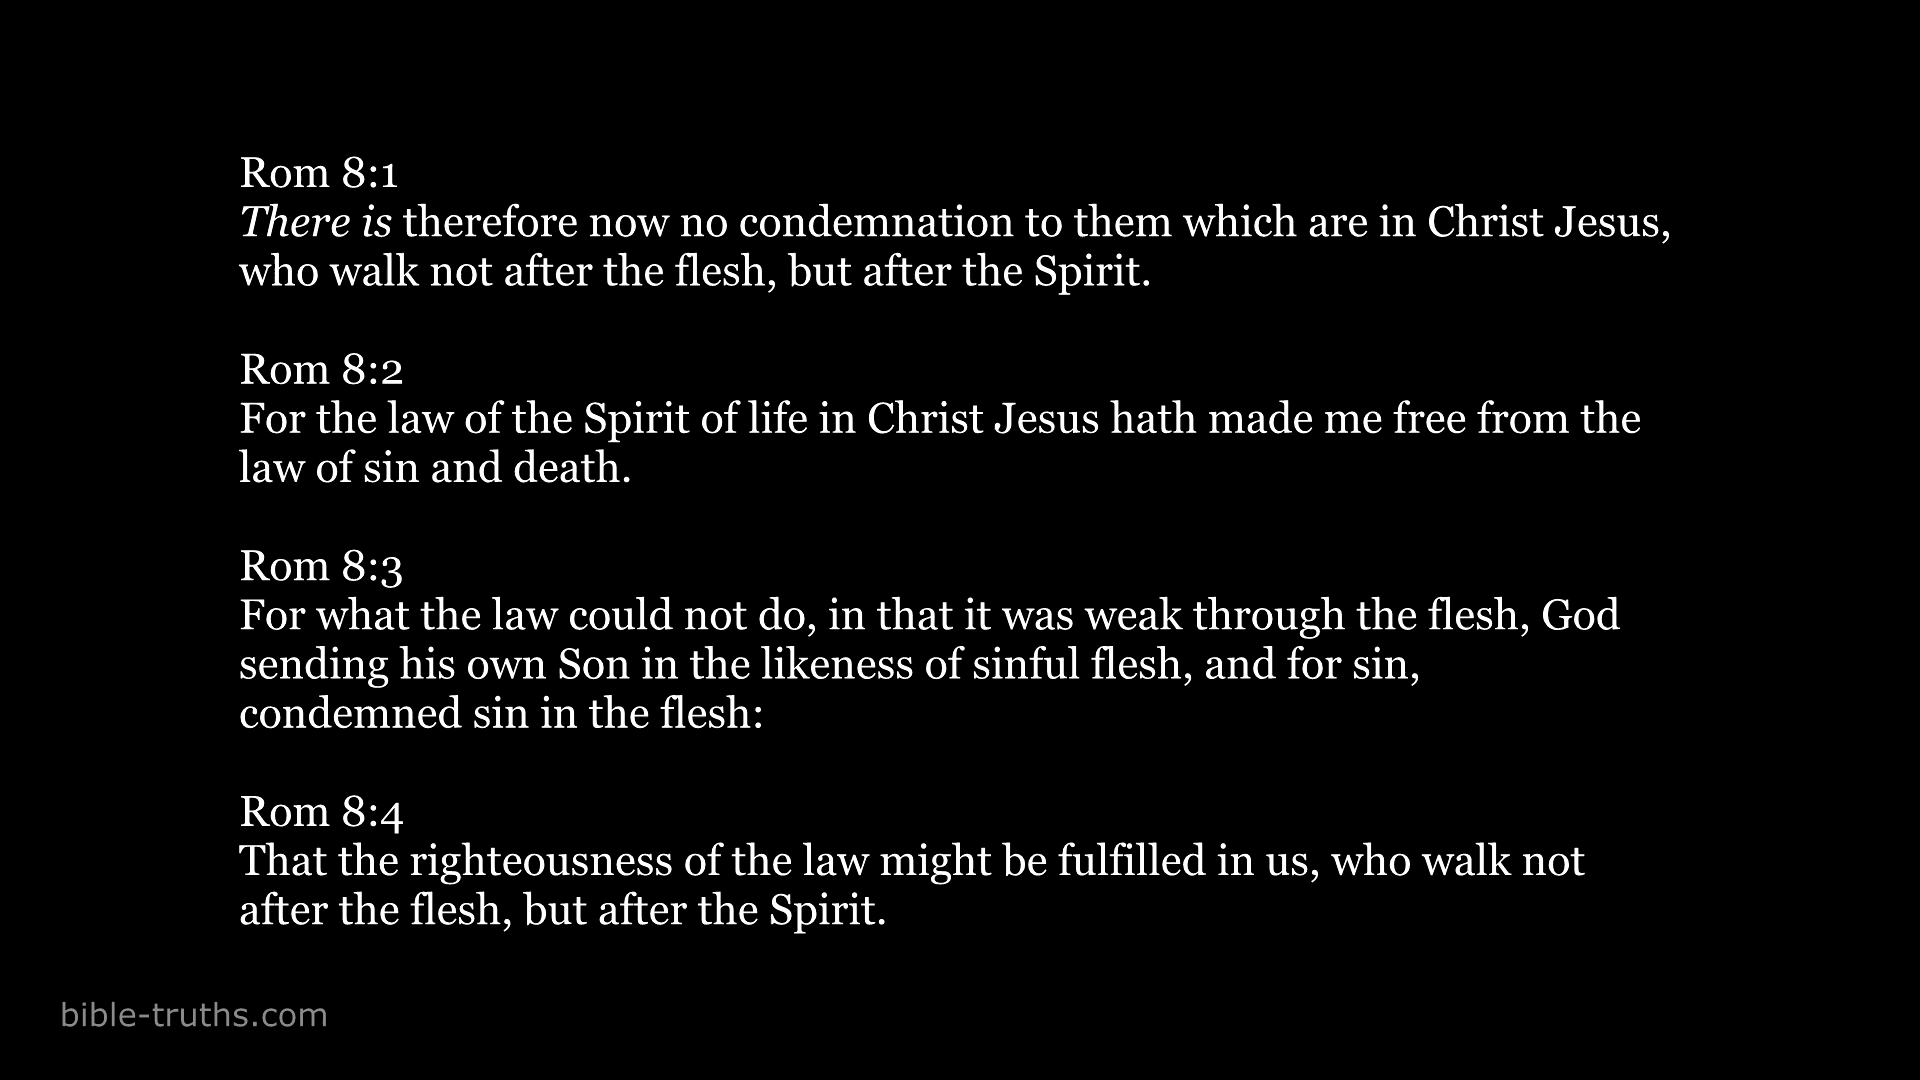 Rom 8:1
There is therefore now no condemnation to them which are in Christ Jesus,
who walk not after the flesh, but after the Spirit.
Rom 8:2
For the law of the Spirit of life in Christ Jesus hath made me free from the
law of sin and death.
Rom 8:3
For what the law could not do, in that it was weak through the flesh, God
sending his own Son in the likeness of sinful flesh, and for sin,
condemned sin in the flesh:
Rom 8:4
That the righteousness of the law might be fulfilled in us, who walk not
after the flesh, but after the Spirit.
bible-truths.com